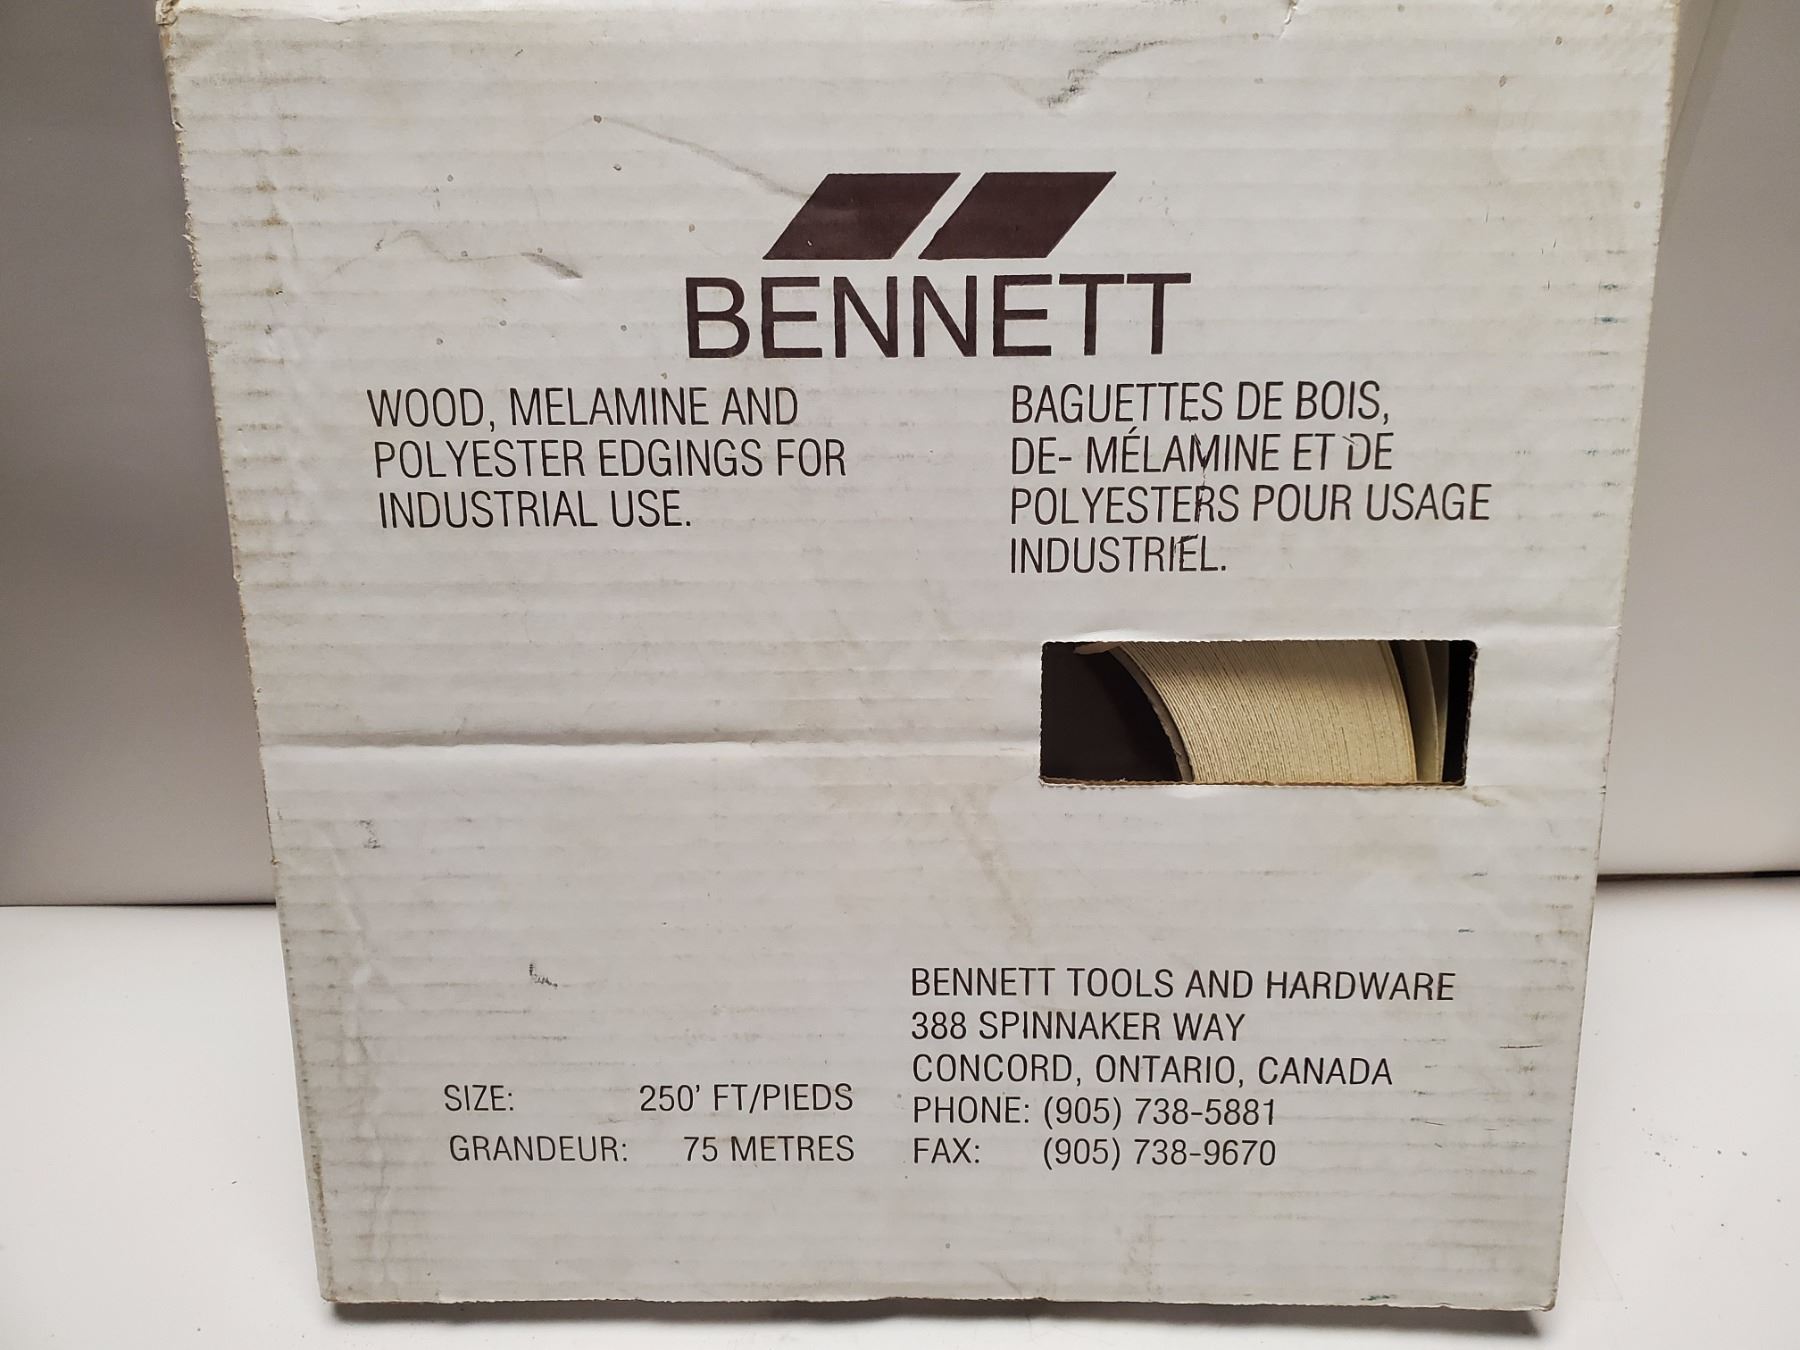 BENNETT
WOOD, MELAMINE AND
POLYESTER EDGINGS FOR
INDUSTRIAL USE.
BAGUETTES DE BOIS,
DE- MÉLAMINE ET DE
POLYESTERS POUR USAGE
INDUSTRIEL.
SIZE: 250' FT/PIEDS
GRANDEUR: 75 METRES
BENNETT TOOLS AND HARDWARE
388 SPINNAKER WAY
CONCORD, ONTARIO, CANADA
PHONE: (905) 738-5881
FAX: (905) 738-9670